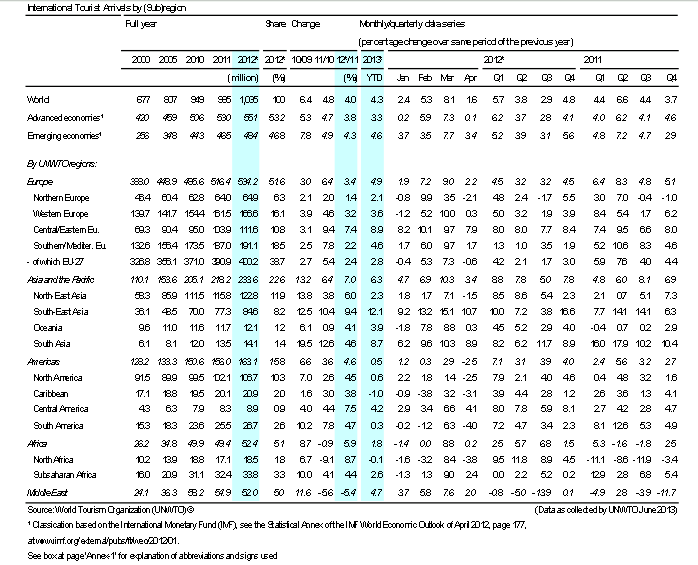 International Tourist Arrivals by (Sub)region
Full year Share Change Monthly/quarterly data series
(percentage change over same period of the previous year)
2000 2005 2010 2011 2012* 2012* 10/09 11/10 12*/11 2013* 2012* 2011
(million) (%) (%) YTD Jan Feb Mar Apr Q1 Q2 Q3 Q4 Q1 Q2 Q3 Q4
World 677 807 949 995 1,035 100 6.4 4.8 4.0 4.3 2.4 5.3 8.1 1.6 5.7 3.8 2.9 4.8 4.4 6.6 4.4 3.7
Advanced economies¹ 420 459 506 530 551 53.2 5.3 4.7 3.8 3.3 0.2 5.9 7.3 0.1 6.2 3.7 2.8 4.1 4.0 6.2 4.1 4.6
Emerging economies¹ 256 348 443 465 484 46.8 7.8 4.9 4.3 4.6 3.7 3.5 7.7 3.4 5.2 3.9 3.1 5.6 4.8 7.2 4.7 2.9
By UNWTO regions:
Europe 388.0 448.9 485.6 516.4 534.2 51.6 3.0 6.4 3.4 4.9 1.9 7.2 9.0 2.2 4.5 3.2 3.2 4.5 6.4 8.3 4.8 5.1
Northern Europe 46.4 60.4 62.8 64.0 64.9 6.3 2.1 2.0 1.4 2.1 -0.8 9.9 3.5 -2.1 4.8 2.4 -1.7 5.5 3.0 7.0 -0.4 -1.0
Western Europe 139.7 141.7 154.4 161.5 166.6 16.1 3.9 4.6 3.2 3.6 -1.2 5.2 10.0 0.3 5.0 3.2 1.9 3.9 8.4 5.4 1.7 6.2
Central/Eastern Eu. 69.3 90.4 95.0 103.9 111.6 10.8 3.1 9.4 7.4 8.9 8.2 10.1 9.7 7.9 8.0 8.0 7.7 8.4 7.4 9.5 6.6 8.0
Southern/Mediter. Eu. 132.6 156.4 173.5 187.0 191.1 18.5 2.5 7.8 2.2 4.6 1.7 6.0 9.7 1.7 1.3 1.0 3.5 1.9 5.2 10.6 8.3 4.6
- of which EU-27 326.8 356.1 371.0 390.8 400.2 38.7 2.7 5.4 2.4 2.8 -0.4 5.3 7.3 -0.6 4.2 2.1 1.7 3.0 5.9 7.6 4.0 4.4
Asia and the Pacific 110.1 153.6 205.1 218.2 233.6 22.6 13.2 6.4 7.0 8.3 4.7 6.9 10.3 4.4 8.8 7.8 5.0 7.8 4.8 6.0 8.1 6.9
North-East Asia 58.3 85.9 111.5 115.8 122.8 11.9 13.8 3.8 6.0 2.3 1.8 1.7 7.1 -1.5 8.5 8.6 5.4 2.3 2.1 0.7 5.1 7.3
South-East Asia 36.1 48.5 70.0 77.3 84.6 8.2 12.5 10.4 9.4 12.1 9.2 13.2 15.1 10.7 10.0 7.2 3.8 16.6 7.7 14.1 14.1 6.3
Oceania 9.6 11.0 11.6 11.7 12.1 1.2 6.1 0.9 4.1 3.9 -1.8 7.8 8.8 0.3 4.5 5.2 2.9 4.0 -0.4 0.7 0.2 2.9
South Asia 6.1 8.1 12.0 13.5 14.1 1.4 19.5 12.6 4.6 8.7 6.2 9.6 10.3 8.9 8.2 6.2 11.7 8.9 16.0 17.9 10.2 10.4
Americas 128.2 133.3 150.6 156.0 163.1 15.8 6.6 3.6 4.6 0.5 1.2 0.3 2.9 -2.5 7.1 3.1 3.9 4.0 2.4 5.6 3.2 2.7
North America 91.5 89.9 99.5 102.1 106.7 10.3 7.0 2.6 4.5 0.6 2.2 1.8 1.4 -2.5 7.9 2.1 4.0 4.6 0.4 4.8 3.2 1.6
Caribbean 17.1 18.8 19.5 20.1 20.9 2.0 1.6 3.0 3.8 -1.0 -0.9 -3.8 3.2 -3.1 3.9 4.4 2.8 1.2 2.6 3.6 1.3 4.1
Central America 4.3 6.3 7.9 8.3 8.9 0.9 4.0 4.4 7.5 4.2 2.9 3.4 6.6 4.1 8.0 7.8 5.9 8.1 2.7 4.2 2.8 4.7
South America 15.3 18.3 23.6 25.5 26.7 2.6 10.2 7.8 4.7 0.3 -0.2 -1.2 6.3 -4.0 7.2 4.7 3.4 2.3 8.1 12.6 5.3 4.9
Africa 26.2 34.8 49.9 49.4 52.4 5.1 8.7 -0.9 5.9 1.8 -1.4 0.0 8.8 0.2 2.5 5.7 6.8 1.5 5.3 -1.6 -1.8 2.5
North Africa 10.2 13.9 18.8 17.1 18.5 1.8 6.7 -9.1 8.7 -0.1 -1.6 -3.2 8.4 -3.8 9.5 11.8 8.9 4.5 -11.1 -8.6 -11.9 -3.4
Subsaharan Africa 16.0 20.9 31.1 32.4 33.8 3.3 10.0 4.1 4.4 2.6 -1.3 1.3 9.0 2.4 0.0 2.2 5.2 0.2 12.9 2.8 6.8 5.4
Middle East 24.1 36.3 58.2 54.9 52.0 5.0 11.6 -5.6 -5.4 4.7 3.7 5.8 7.6 2.0 -0.8 -5.0 -13.9 0.1 -4.9 2.8 -3.9 -11.7
Source: World Tourism Organization (UNWTO) © (Data as collected by UNWTO June 2013)
¹ Classification based on the International Monetary Fund (IMF), see the Statistical Annex of the IMF World Economic Outlook of April 2012, page 177,
at www.imf.org/external/pubs/ft/weo/2012/01.
See box at page 'Annex-1' for explanation of abbreviations and signs used